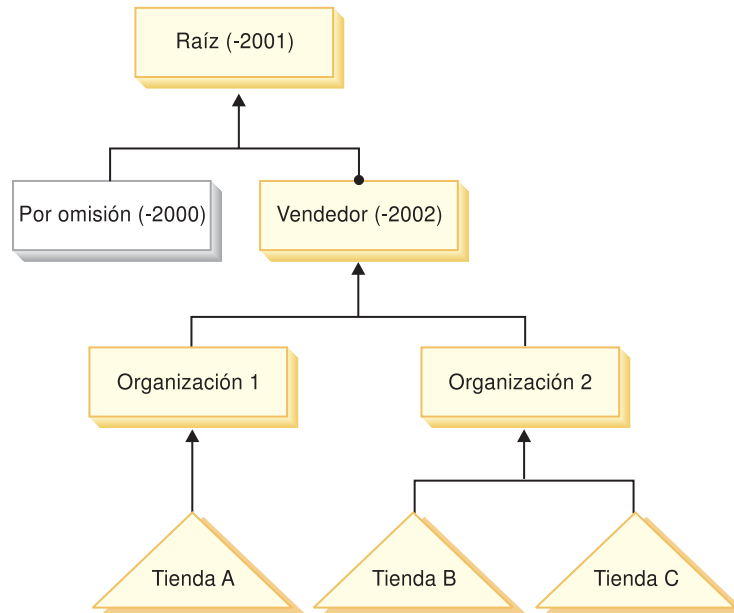 Raíz (-2001)
Por omisión (-2000)
Vendedor (-2002)
Organización 1
Organización 2
Tienda A
Tienda B
Tienda C